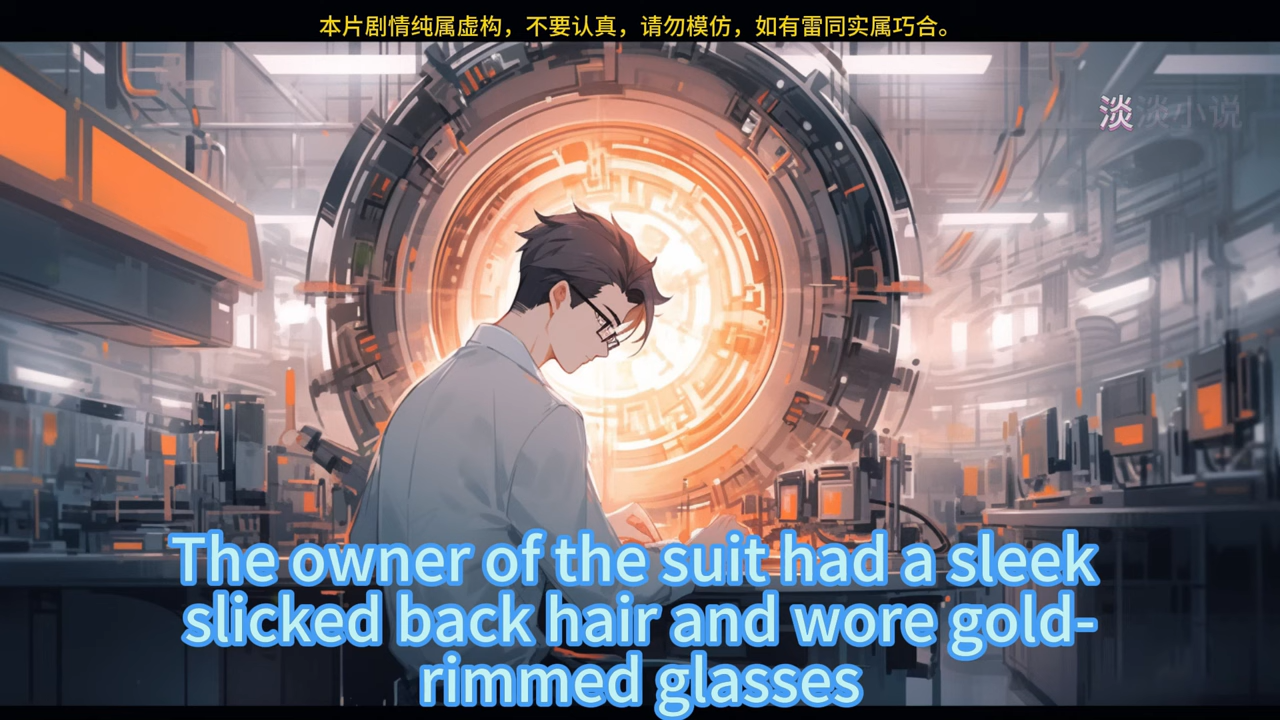 本片剧情纯属虚构，不要认真，请勿模仿，如有雷同实属巧合。
淡淡小说
The owner of the suit had a sleek
slicked back hair and wore gold-
rimmed glasses